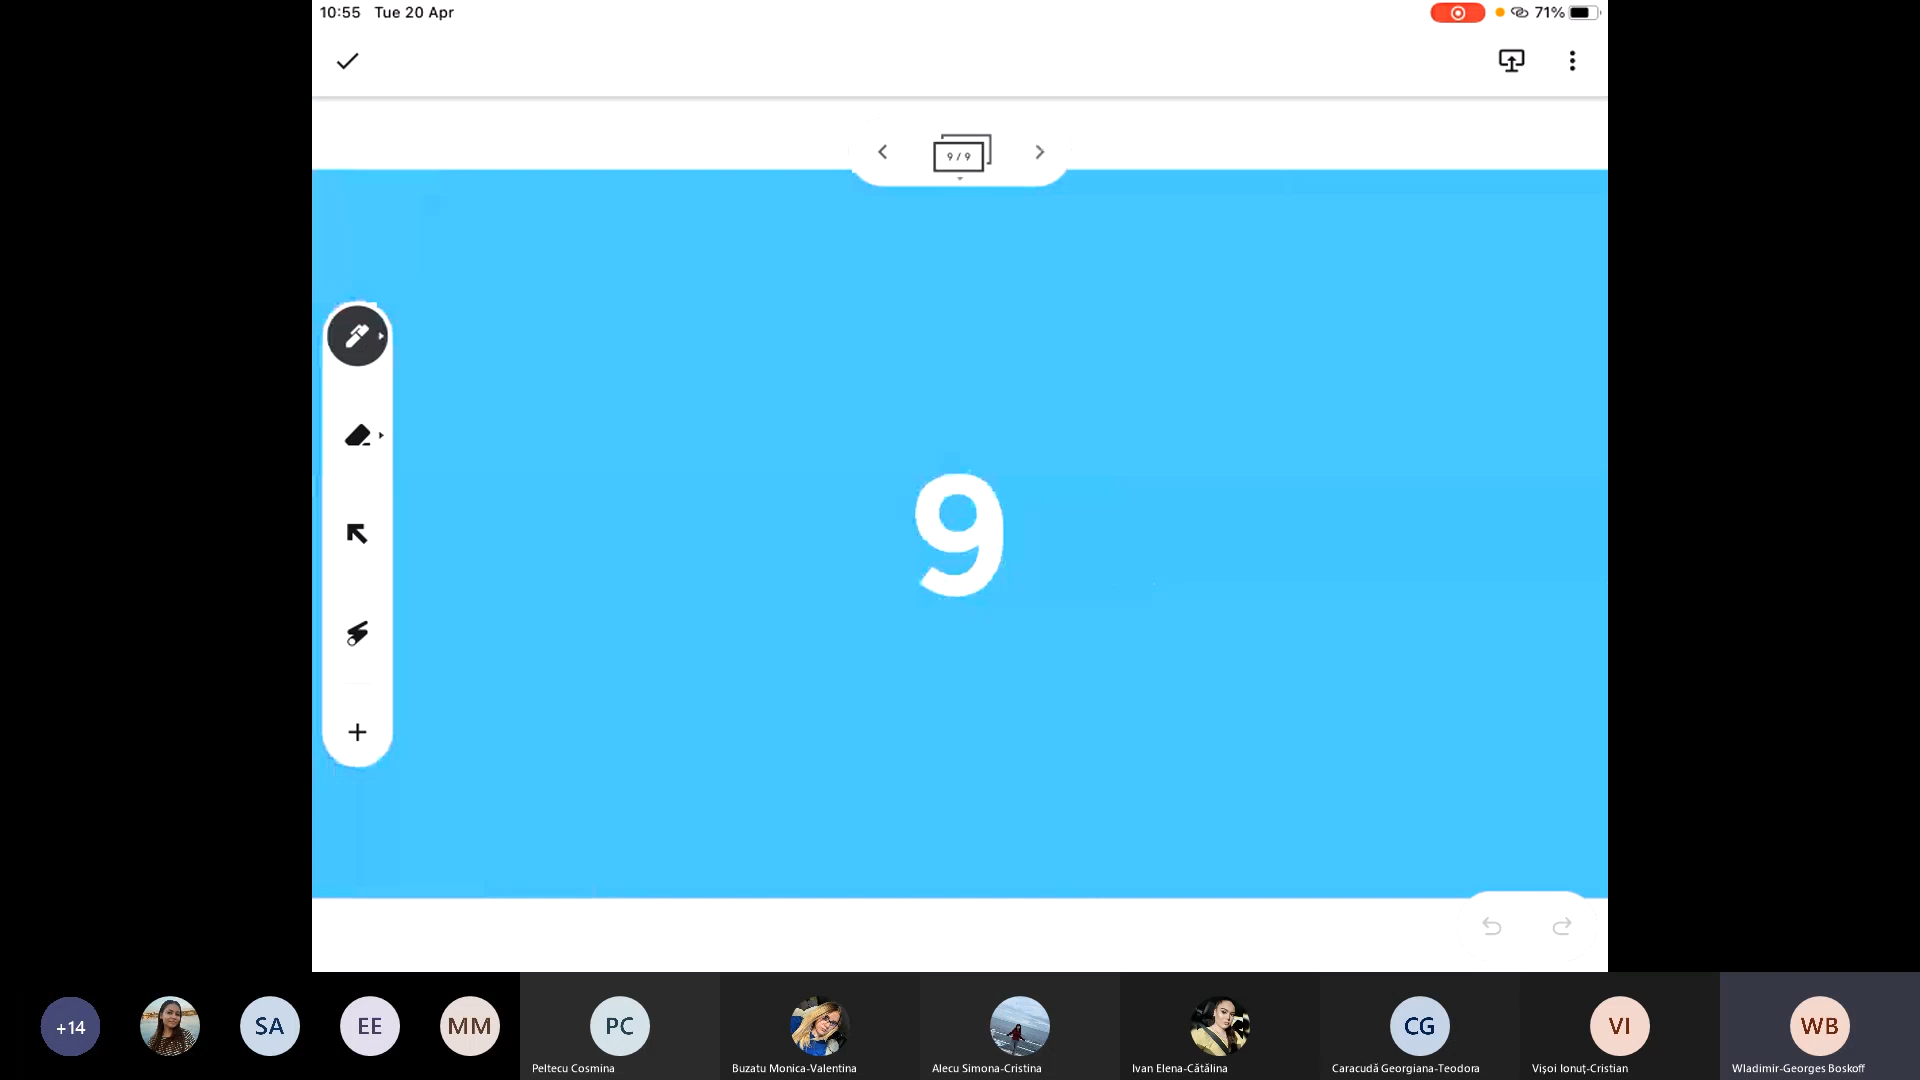 10:55 Tue 20 Apr 71%
9 / 9
9
+14
SA
EE
MM
PC
CG
VI
WB
Peltecu Cosmina
Buzatu Monica-Valentina
Alecu Simona-Cristina
Ivan Elena-Cătălina
Caracudă Georgiana-Teodora
Vișoi Ionuț-Cristian
Wladimir-Georges Boskoff